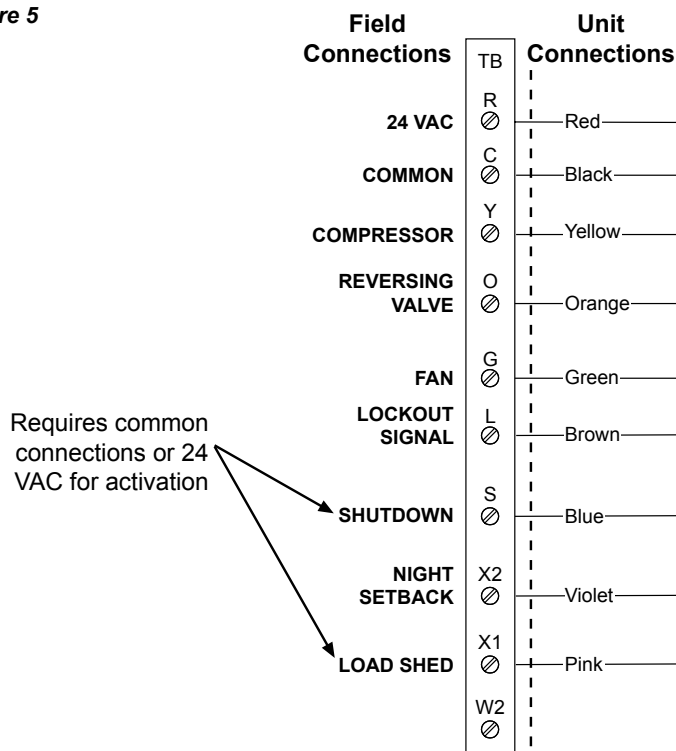 re 5
Field
Connections
Unit
Connections
TB
24 VAC
R
Red
COMMON
C
Black
COMPRESSOR
Y
Yellow
REVERSING
VALVE
O
Orange
FAN
G
Green
LOCKOUT
SIGNAL
L
Brown
Requires common
connections or 24
VAC for activation
SHUTDOWN
S
Blue
NIGHT
SETBACK
X2
Violet
LOAD SHED
X1
Pink
W2